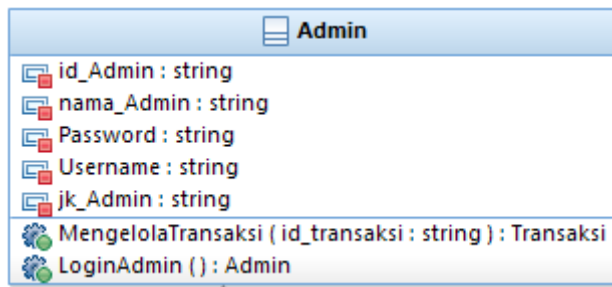 Admin
id_Admin : string
nama_Admin : string
Password : string
Username : string
jk_Admin : string
MengelolaTransaksi ( id_transaksi : string ) : Transaksi
LoginAdmin ( ) : Admin